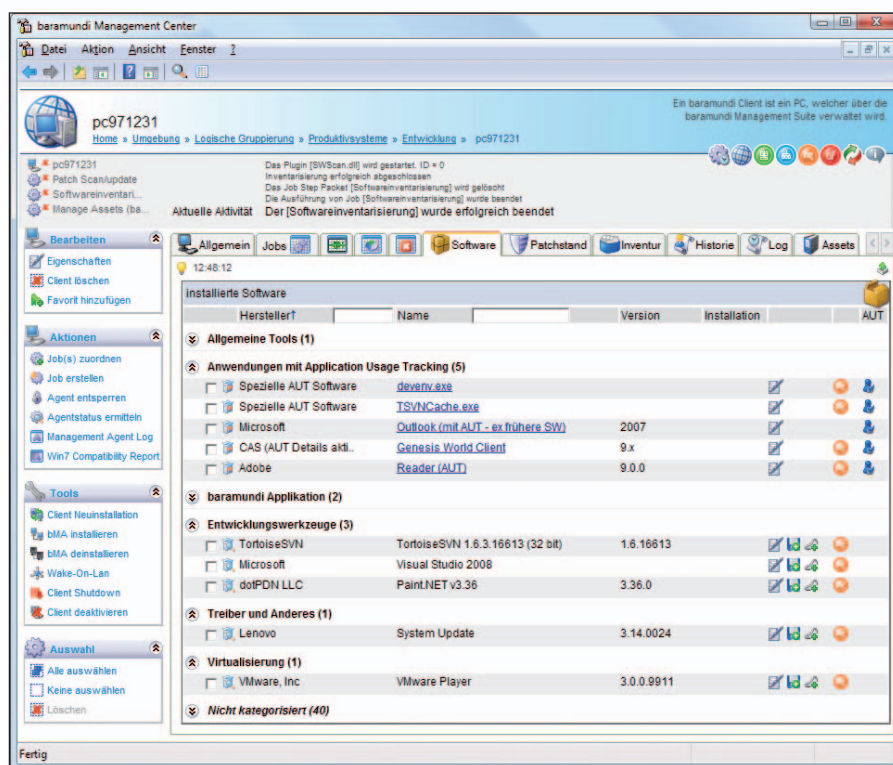 baramundi Management Center
Datei Aktion Ansicht Fenster ?
Ein baramundi Client ist ein PC, welcher über die
baramundi Management Suite verwaltet wird.
pc971231
Home » Umgebung » Logische Gruppierung » Produktivsysteme » Entwicklung » pc971231
pc971231
Patch Scan/update
Softwareinventari...
Manage Assets (ba...
Das Plugin [SWScan.dll] wird gestartet. ID = 0
Inventarisierung erfolgreich abgeschlossen
Das Job Step Packet [Softwareinventarisierung] wird gelöscht
Die Ausführung von Job [Softwareinventarisierung] wurde beendet
Aktuelle Aktivität Der [Softwareinventarisierung] wurde erfolgreich beendet
Bearbeiten
Eigenschaften
Client löschen
Favorit hinzufügen
Aktionen
Job(s) zuordnen
Job erstellen
Agent entsperren
Agentstatus ermitteln
Management Agent Log
Win7 Compatibility Report
Tools
Client Neuinstallation
bMA installieren
bMA deinstallieren
Wake-On-Lan
Client Shutdown
Client deaktivieren
Auswahl
Alle auswählen
Keine auswählen
Löschen
Allgemein Jobs Software Patchstand Inventur Historie Log Assets
12:48:12
Installierte Software
Hersteller↑ Name Version Installation AUT
Allgemeine Tools (1)
Anwendungen mit Application Usage Tracking (5)
Spezielle AUT Software devenv.exe
Spezielle AUT Software TSVNCache.exe
Microsoft Outlook (mit AUT - ex frühere SW) 2007
CAS (AUT Details akti.. Genesis World Client 9.x
Adobe Reader (AUT) 9.0.0
baramundi Applikation (2)
Entwicklungswerkzeuge (3)
TortoiseSVN TortoiseSVN 1.6.3.16613 (32 bit) 1.6.16613
Microsoft Visual Studio 2008
dotPDN LLC Paint.NET v3.36 3.36.0
Treiber und Anderes (1)
Lenovo System Update 3.14.0024
Virtualisierung (1)
VMware, Inc VMware Player 3.0.0.9911
Nicht kategorisiert (40)
Fertig